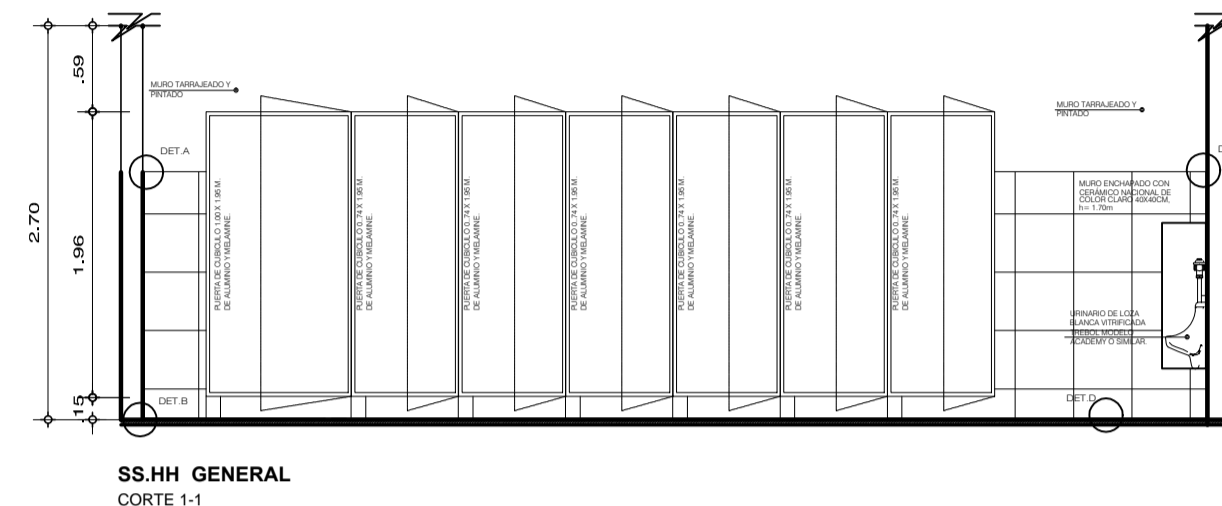 .59
2.70
1.96
.15
MURO TARRAJEADO Y
PINTADO
DET.A
DET.B
PUERTA DE CUBICULO 1.00 X 1.95 M.
DE ALUMINIO Y MELAMINE.
PUERTA DE CUBICULO 0..74 X 1.95 M.
DE ALUMINIO Y MELAMINE.
PUERTA DE CUBICULO 0..74 X 1.95 M.
DE ALUMINIO Y MELAMINE.
PUERTA DE CUBICULO 0..74 X 1.95 M.
DE ALUMINIO Y MELAMINE.
PUERTA DE CUBICULO 0..74 X 1.95 M.
DE ALUMINIO Y MELAMINE.
PUERTA DE CUBICULO 0..74 X 1.95 M.
DE ALUMINIO Y MELAMINE.
PUERTA DE CUBICULO 0..74 X 1.95 M.
DE ALUMINIO Y MELAMINE.
MURO TARRAJEADO Y
PINTADO
D
MURO ENCHAPADO CON
CERÁMICO NACIONAL DE
COLOR CLARO 40X40CM,
h= 1.70m
URINARIO DE LOZA
BLANCA VITRIFICADA
TREBOL MODELO
ACADEMY O SIMILAR.
DET.D
SS.HH GENERAL
CORTE 1-1